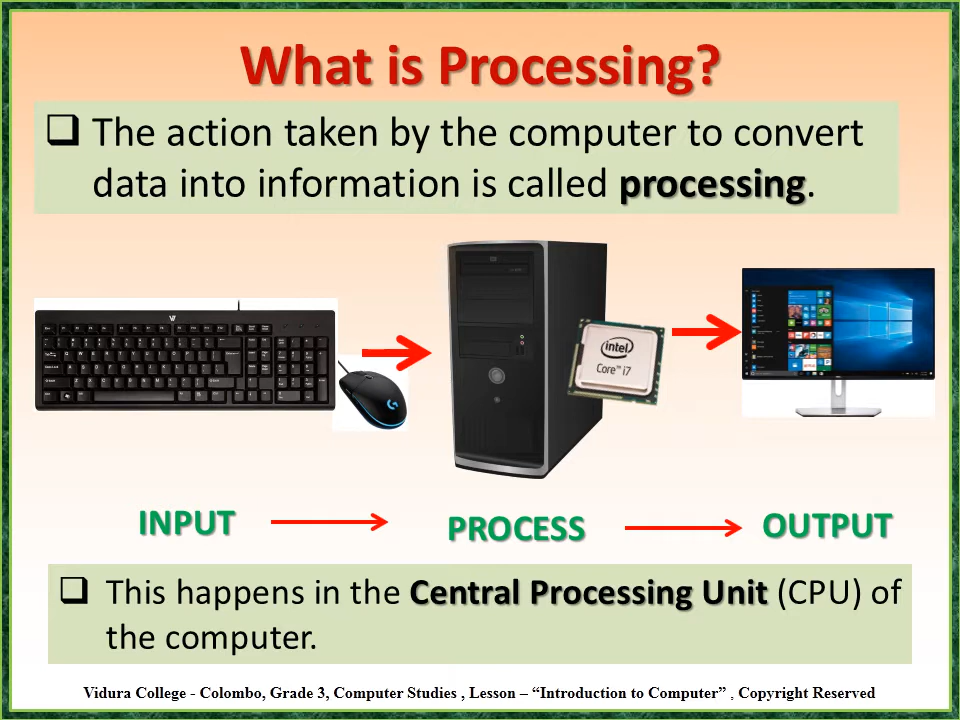 What is Processing?
The action taken by the computer to convert
data into information is called processing.
intel
Core™ i7
INPUT
PROCESS
OUTPUT
This happens in the Central Processing Unit (CPU) of
the computer.
Vidura College - Colombo, Grade 3, Computer Studies , Lesson – “Introduction to Computer” , Copyright Reserved